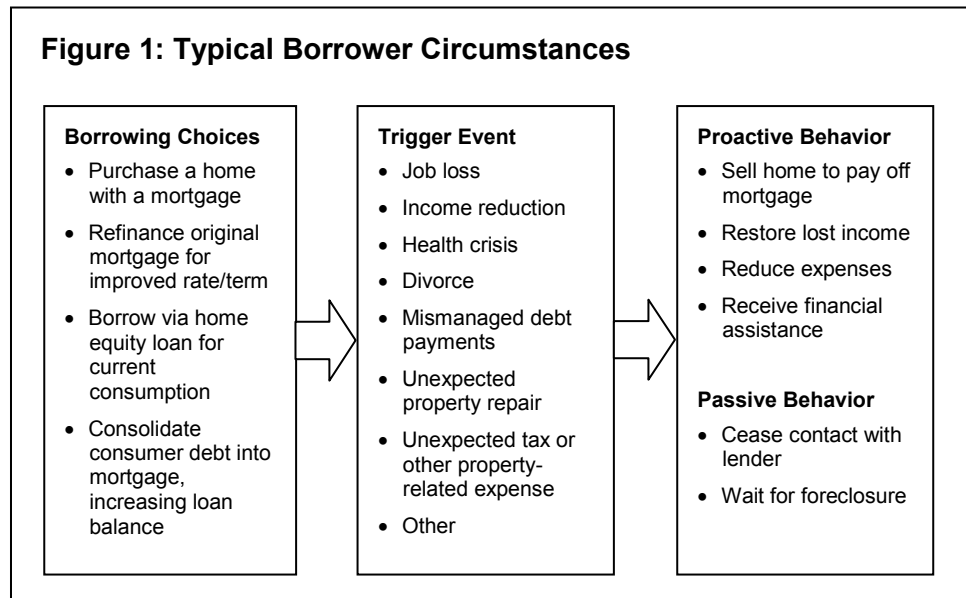 Figure 1: Typical Borrower Circumstances
Borrowing Choices
• Purchase a home
with a mortgage
• Refinance original
mortgage for
improved rate/term
• Borrow via home
equity loan for
current
consumption
• Consolidate
consumer debt into
mortgage,
increasing loan
balance
Trigger Event
• Job loss
• Income reduction
• Health crisis
• Divorce
• Mismanaged debt
payments
• Unexpected
property repair
• Unexpected tax or
other property-
related expense
• Other
Proactive Behavior
• Sell home to pay off
mortgage
• Restore lost income
• Reduce expenses
• Receive financial
assistance
Passive Behavior
• Cease contact with
lender
• Wait for foreclosure